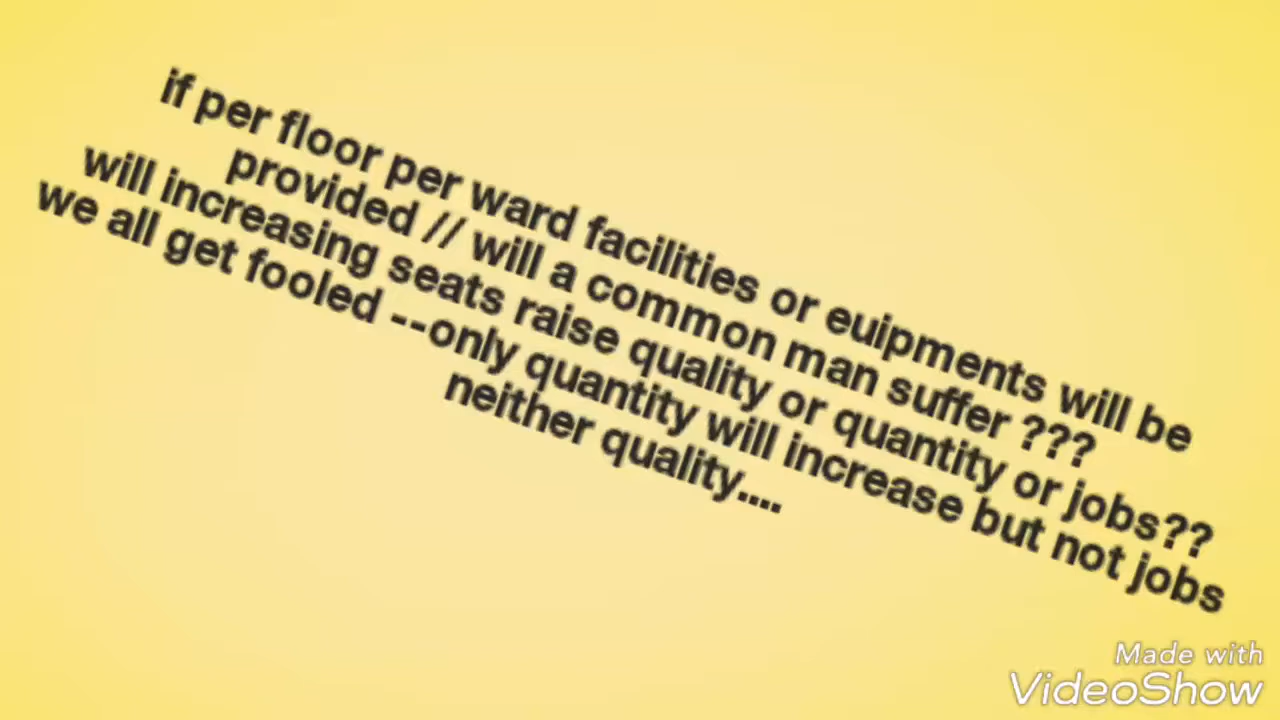 if per floor per ward facilities or euipments will be
provided // will a common man suffer ???
will increasing seats raise quality or quantity or jobs??
we all get fooled --only quantity will increase but not jobs
neither quality....
Made with
VideoShow